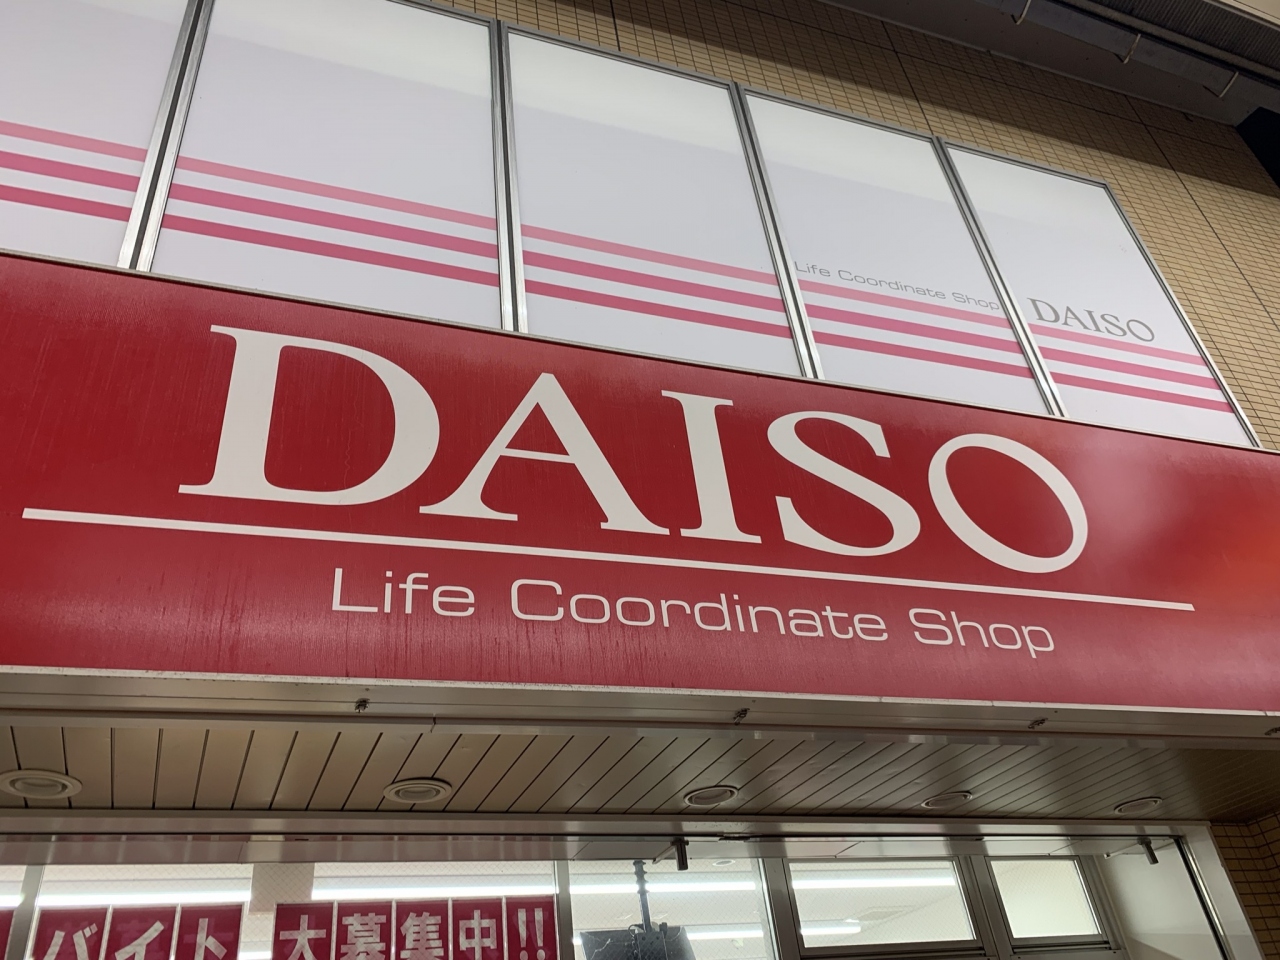 Life Coordinate Shop DAISO
DAISO
Life Coordinate Shop
バイト 大募集中!!